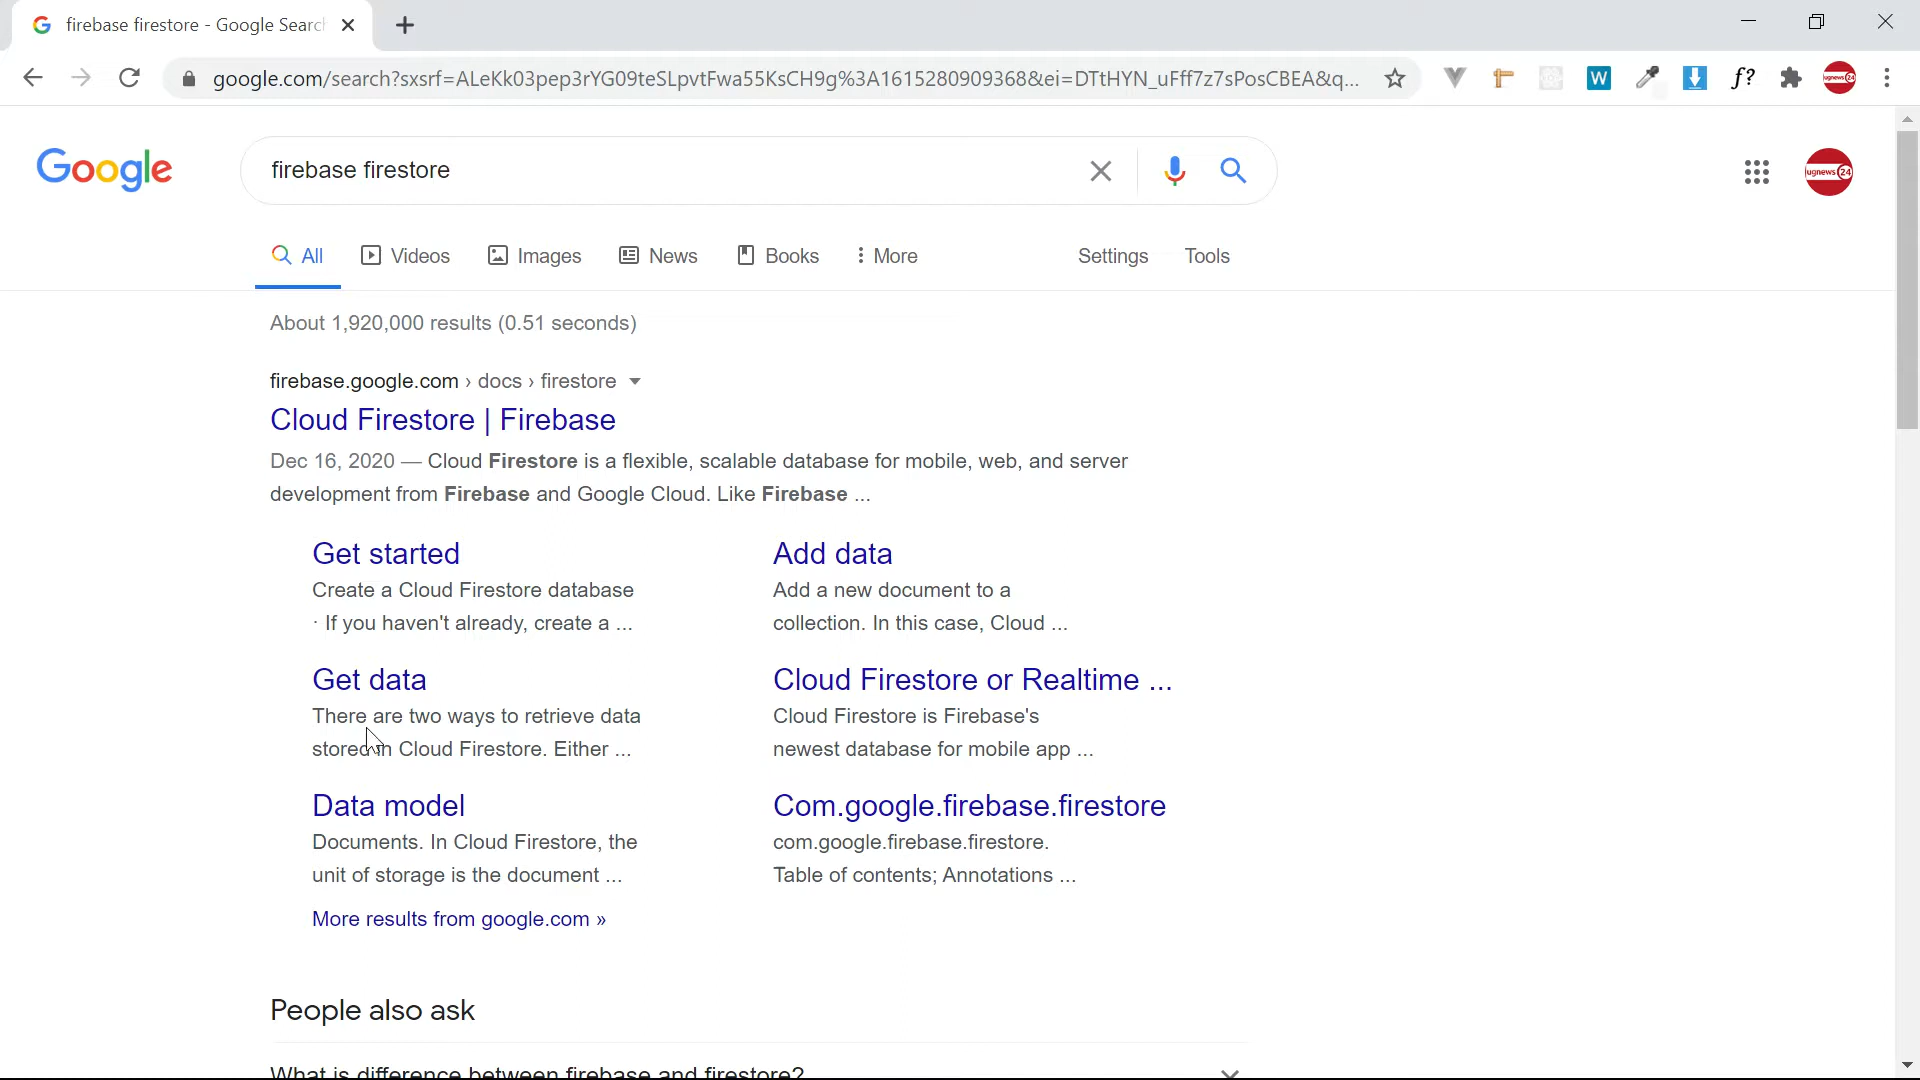 firebase firestore - Google Search
google.com/search?sxsrf=ALeKk03pep3rYG09teSLpvtFwa55KsCH9g%3A1615280909368&ei=DTtHYN_uFff7z7sPosCBEA&q...
W
f?
ugnews24
Google
firebase firestore
ugnews24
All
Videos
Images
News
Books
More
Settings
Tools
About 1,920,000 results (0.51 seconds)
firebase.google.com › docs › firestore
Cloud Firestore | Firebase
Dec 16, 2020 — Cloud Firestore is a flexible, scalable database for mobile, web, and server
development from Firebase and Google Cloud. Like Firebase ...
Get started
Create a Cloud Firestore database
· If you haven't already, create a ...
Add data
Add a new document to a
collection. In this case, Cloud ...
Get data
There are two ways to retrieve data
stored in Cloud Firestore. Either ...
Cloud Firestore or Realtime ...
Cloud Firestore is Firebase's
newest database for mobile app ...
Data model
Documents. In Cloud Firestore, the
unit of storage is the document ...
Com.google.firebase.firestore
com.google.firebase.firestore.
Table of contents; Annotations ...
More results from google.com »
People also ask
What is difference between firebase and firestore?